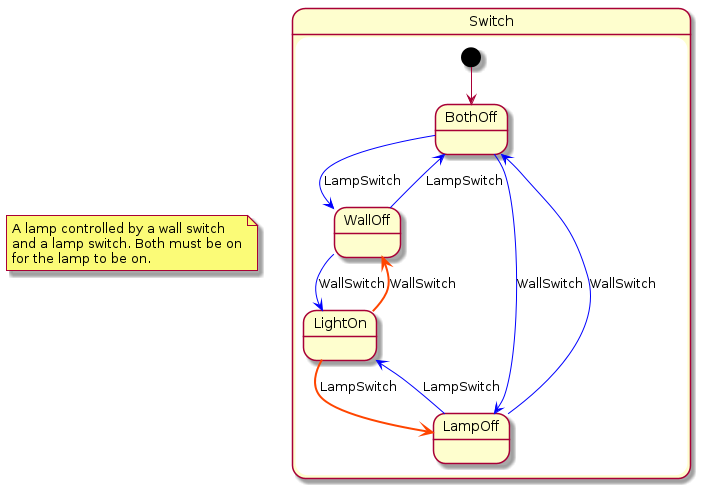 Switch
BothOff
LampSwitch
LampSwitch
WallOff
A lamp controlled by a wall switch
and a lamp switch. Both must be on
for the lamp to be on.
WallSwitch
WallSwitch
WallSwitch
WallSwitch
LightOn
LampSwitch
LampSwitch
LampOff